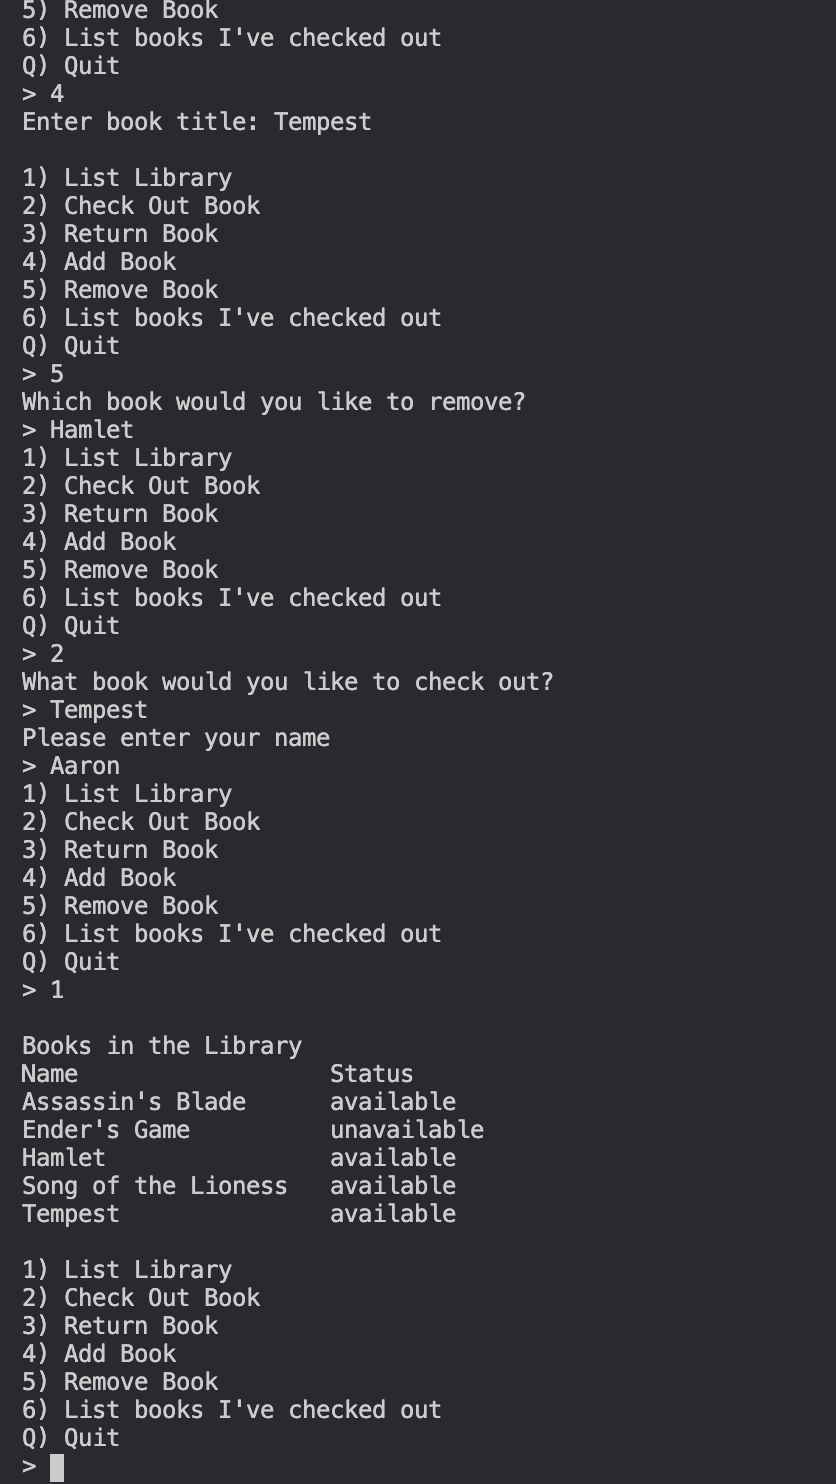 5) Remove Book
6) List books I've checked out
Q) Quit
> 4
Enter book title: Tempest
1) List Library
2) Check Out Book
3) Return Book
4) Add Book
5) Remove Book
6) List books I've checked out
Q) Quit
> 5
Which book would you like to remove?
> Hamlet
1) List Library
2) Check Out Book
3) Return Book
4) Add Book
5) Remove Book
6) List books I've checked out
Q) Quit
> 2
What book would you like to check out?
> Tempest
Please enter your name
> Aaron
1) List Library
2) Check Out Book
3) Return Book
4) Add Book
5) Remove Book
6) List books I've checked out
Q) Quit
> 1
Books in the Library
Name                  Status
Assassin's Blade      available
Ender's Game          unavailable
Hamlet                available
Song of the Lioness   available
Tempest               available
1) List Library
2) Check Out Book
3) Return Book
4) Add Book
5) Remove Book
6) List books I've checked out
Q) Quit
>